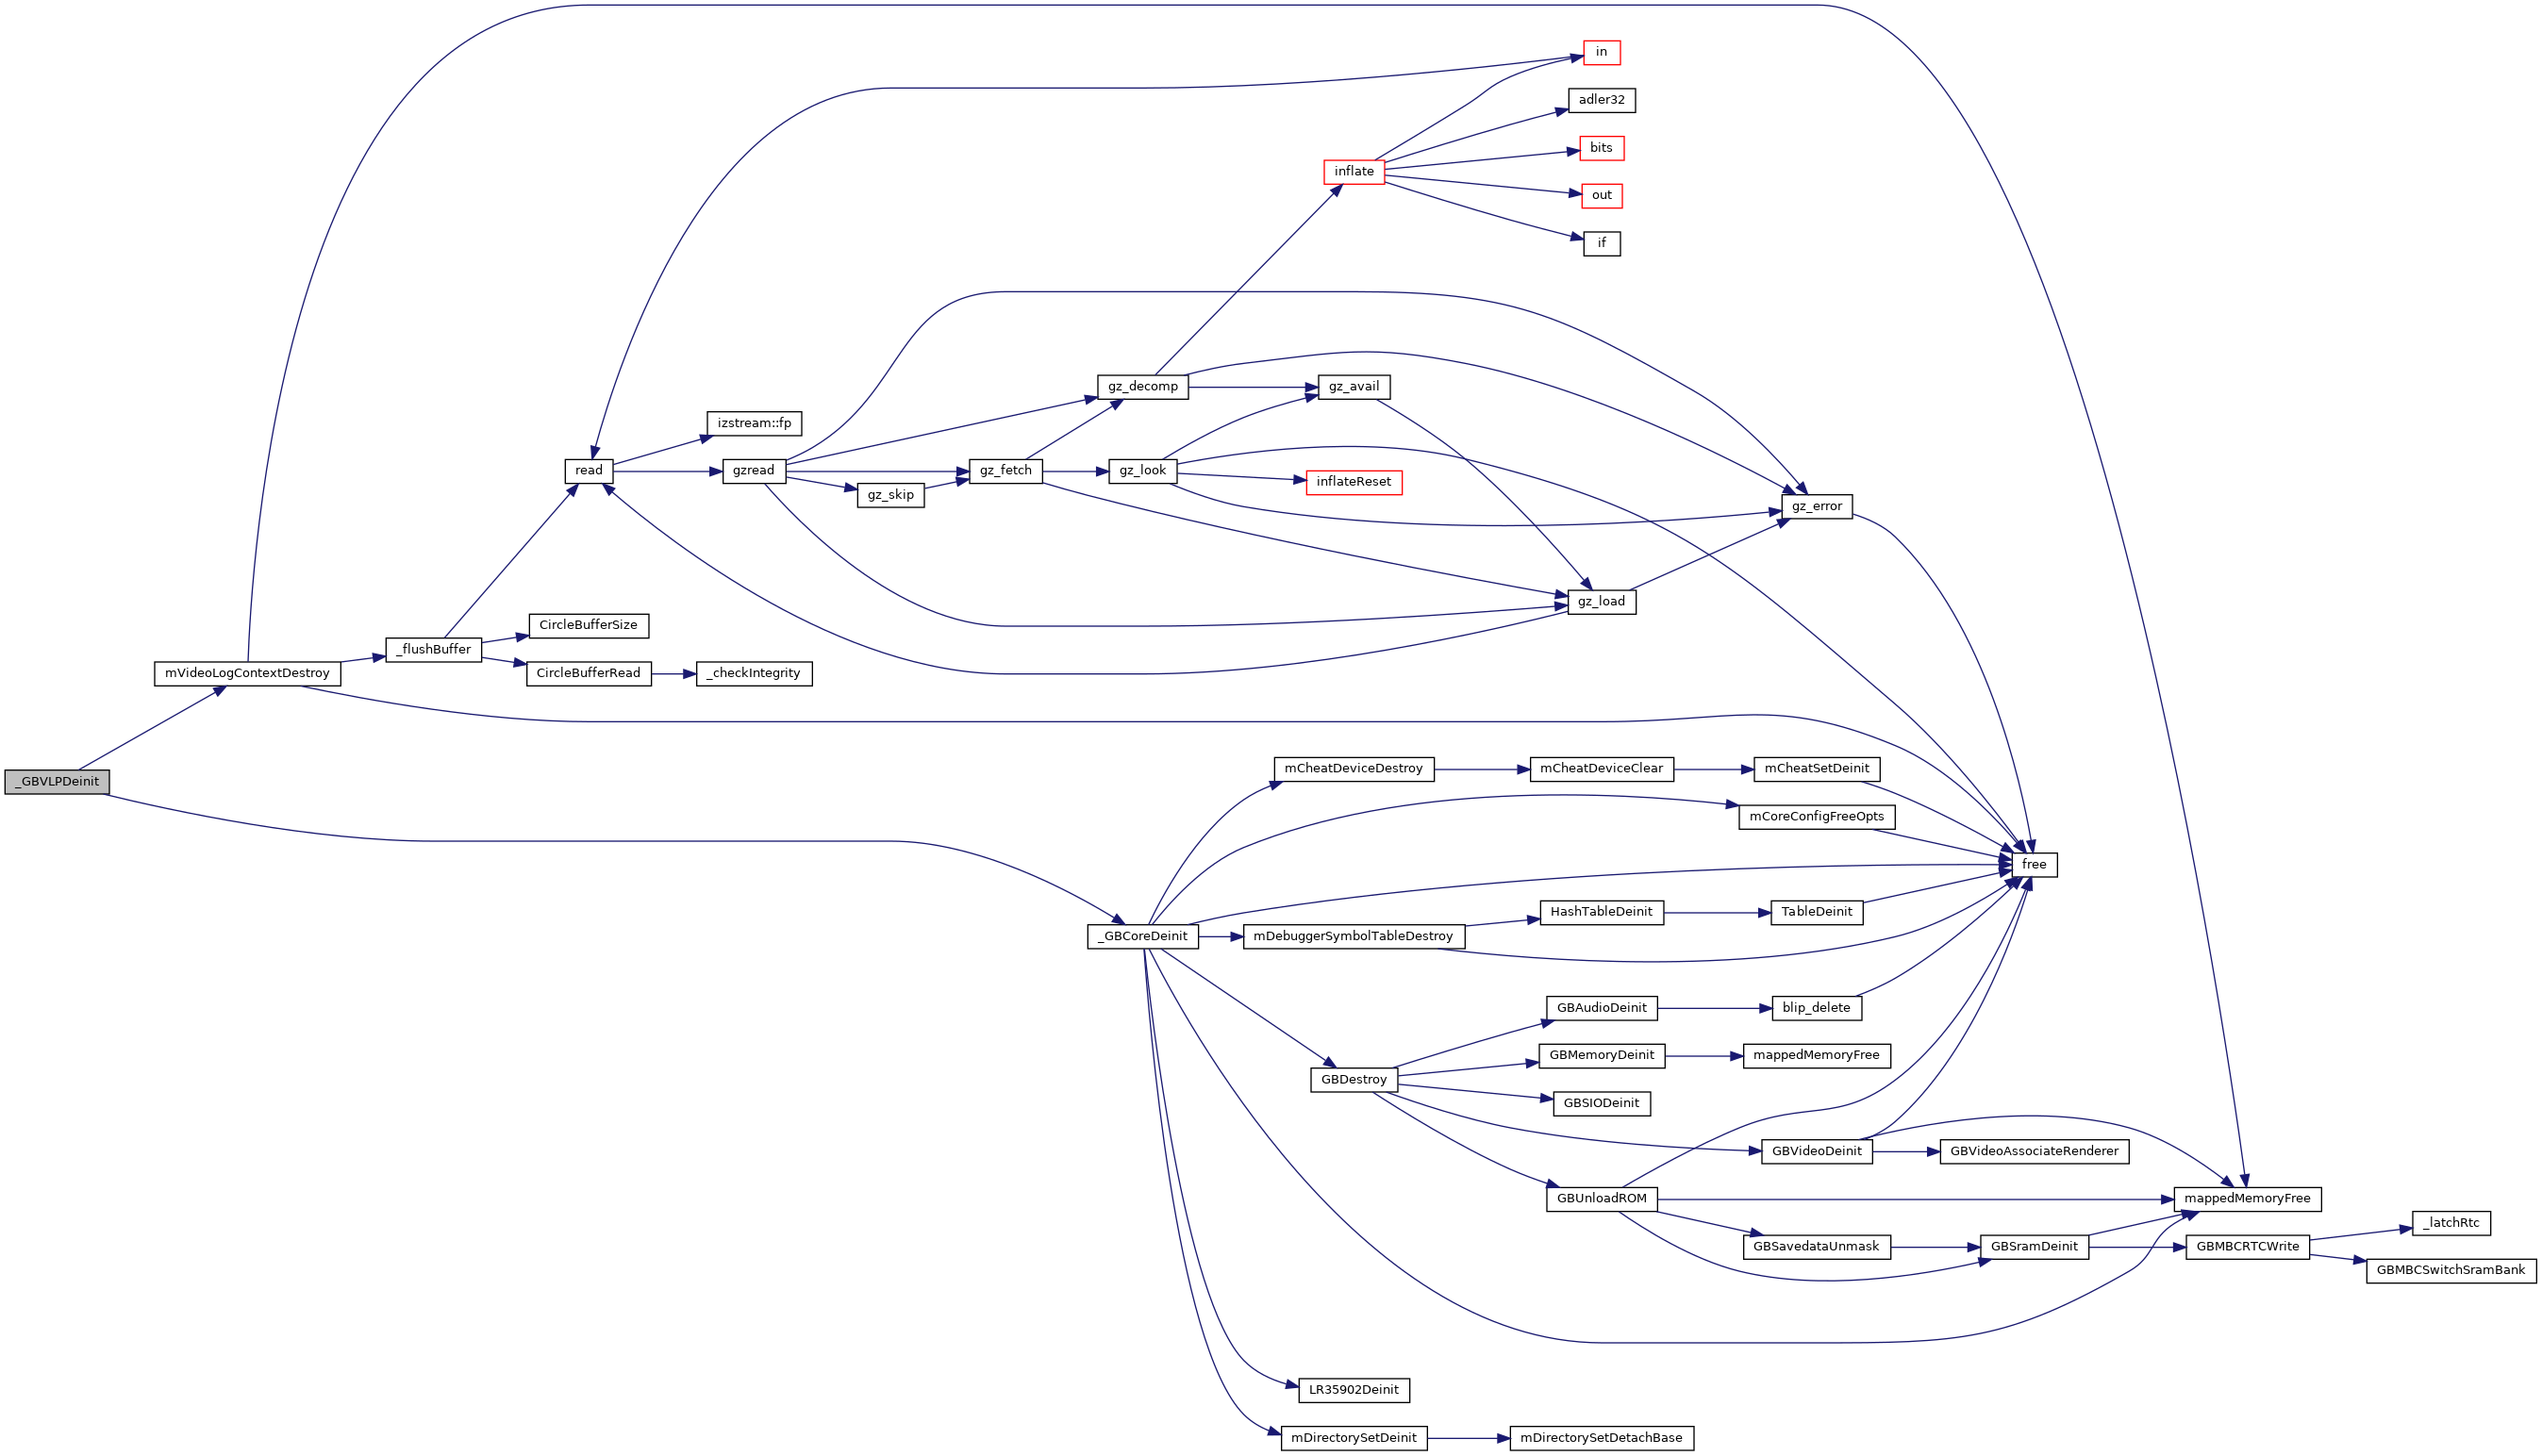 in
adler32
bits
inflate
out
if
gz_decomp
gz_avail
izstream::fp
read
gzread
gz_fetch
gz_look
inflateReset
gz_skip
gz_error
gz_load
CircleBufferSize
_flushBuffer
mVideoLogContextDestroy
CircleBufferRead
_checkIntegrity
_GBVLPDeinit
mCheatDeviceDestroy
mCheatDeviceClear
mCheatSetDeinit
mCoreConfigFreeOpts
free
HashTableDeinit
TableDeinit
_GBCoreDeinit
mDebuggerSymbolTableDestroy
GBAudioDeinit
blip_delete
GBMemoryDeinit
mappedMemoryFree
GBDestroy
GBSIODeinit
GBVideoDeinit
GBVideoAssociateRenderer
GBUnloadROM
mappedMemoryFree
_latchRtc
GBSavedataUnmask
GBSramDeinit
GBMBCRTCWrite
GBMBCSwitchSramBank
LR35902Deinit
mDirectorySetDeinit
mDirectorySetDetachBase